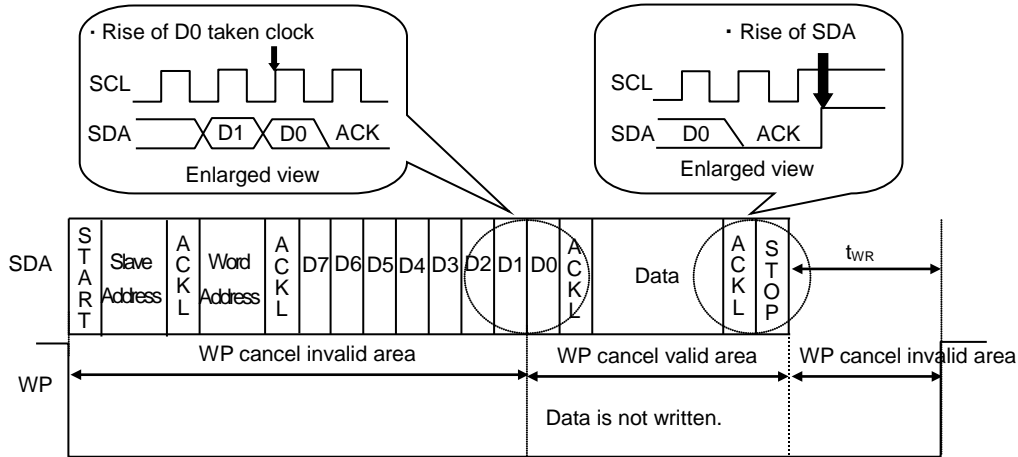 ・Rise of D0 taken clock
SCL
SDA D1 D0 ACK
Enlarged view
・Rise of SDA
SCL
SDA D0 ACK
Enlarged view
SDA
START
Slave Address
ACKL
Word Address
ACKL
D7 D6 D5 D4 D3 D2 D1 D0
ACKL
Data
ACKL
STOP
tWR
WP
WP cancel invalid area
WP cancel valid area
WP cancel invalid area
Data is not written.